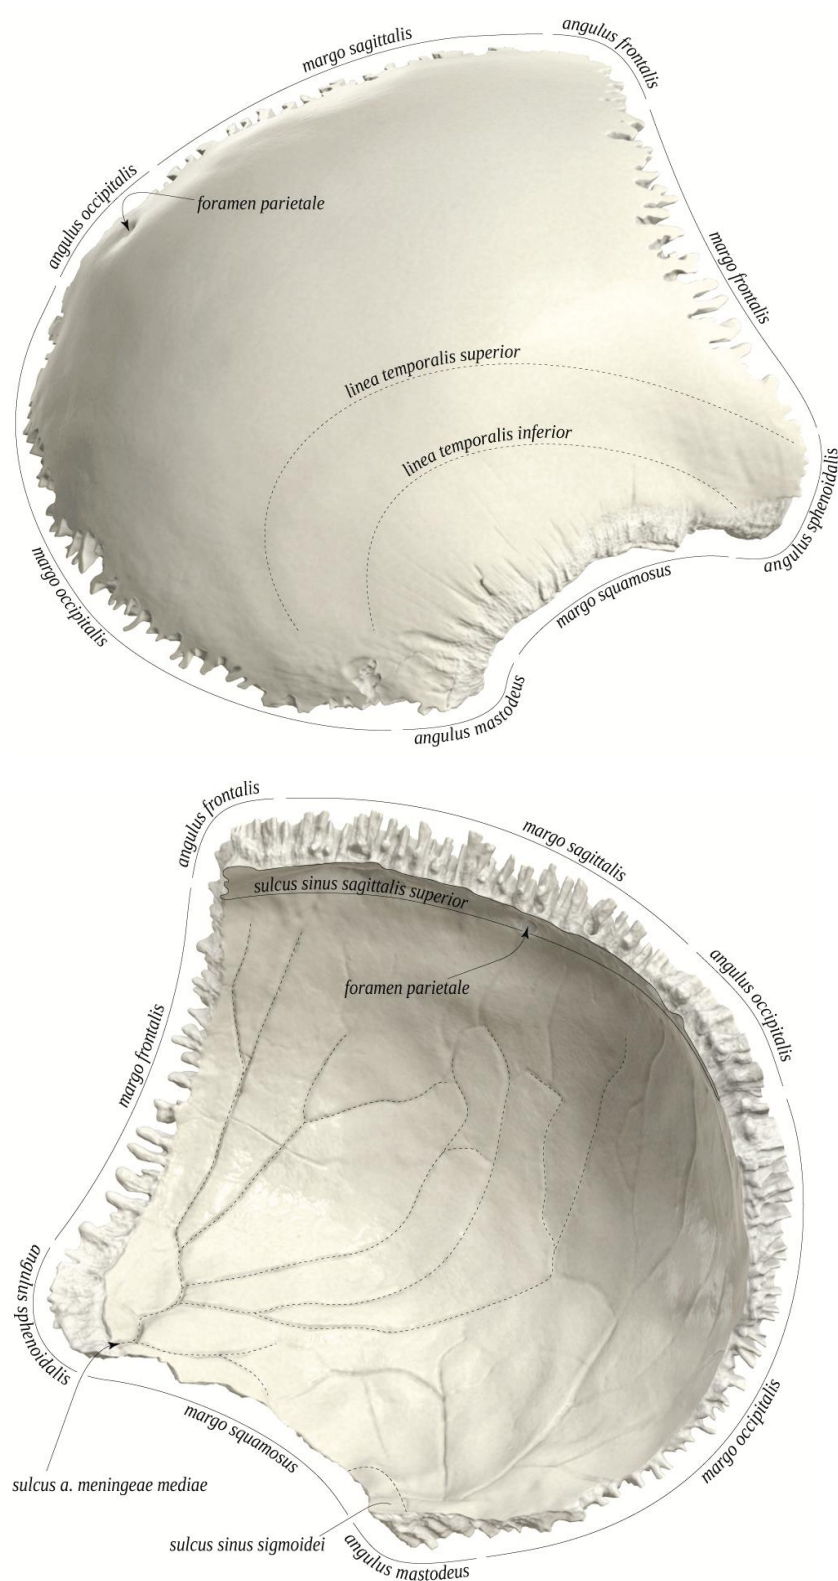 angulus frontalis
margo sagittalis
angulus occipitalis
foramen parietale
margo frontalis
linea temporalis superior
linea temporalis inferior
angulus sphenoidalis
margo occipitalis
margo squamosus
angulus mastodeus
angulus frontalis
margo sagittalis
sulcus sinus sagittalis superior
foramen parietale
angulus occipitalis
margo frontalis
angulus sphenoidalis
margo squamosus
margo occipitalis
sulcus a. meningeae mediae
sulcus sinus sigmoidei
angulus mastodeus